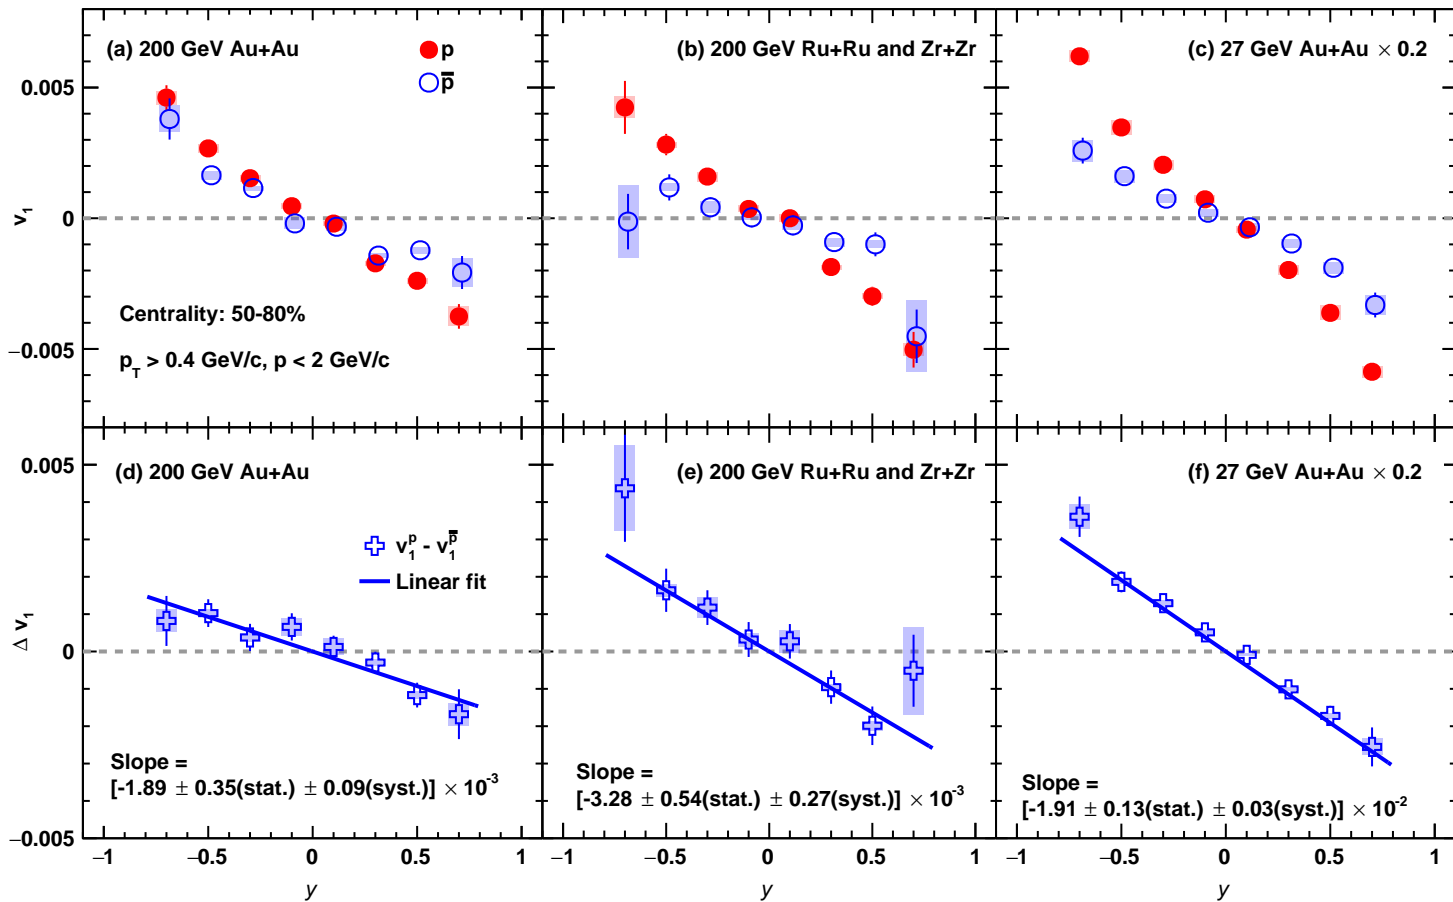 (a) 200 GeV Au+Au
p
p̅
Centrality: 50-80%
p_T > 0.4 GeV/c, p < 2 GeV/c
(b) 200 GeV Ru+Ru and Zr+Zr
(c) 27 GeV Au+Au × 0.2
0.005
0
−0.005
v₁
(d) 200 GeV Au+Au
v₁^p - v₁^p̅
Linear fit
Slope =
[-1.89 ± 0.35(stat.) ± 0.09(syst.)] × 10⁻³
(e) 200 GeV Ru+Ru and Zr+Zr
Slope =
[-3.28 ± 0.54(stat.) ± 0.27(syst.)] × 10⁻³
(f) 27 GeV Au+Au × 0.2
Slope =
[-1.91 ± 0.13(stat.) ± 0.03(syst.)] × 10⁻²
0.005
0
−0.005
Δ v₁
−1 −0.5 0 0.5 1
−1 −0.5 0 0.5 1
−1 −0.5 0 0.5 1
y
y
y